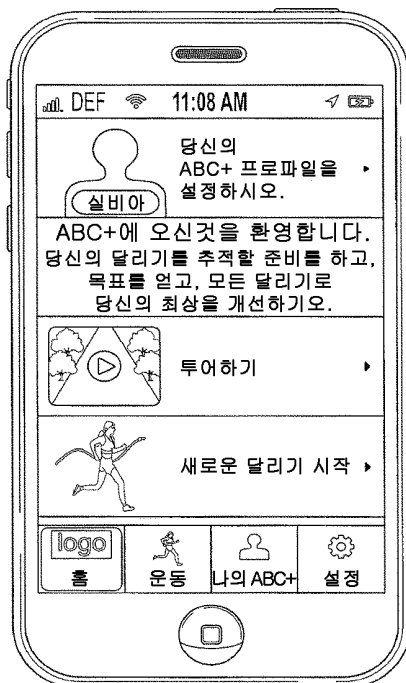 DEF 11:08 AM
당신의
ABC+ 프로파일을
설정하시오.
실비아
ABC+에 오신것을 환영합니다.
당신의 달리기를 추적할 준비를 하고,
목표를 얻고, 모든 달리기로
당신의 최상을 개선하기오.
투어하기
새로운 달리기 시작
logo
홈 운동 나의 ABC+ 설정